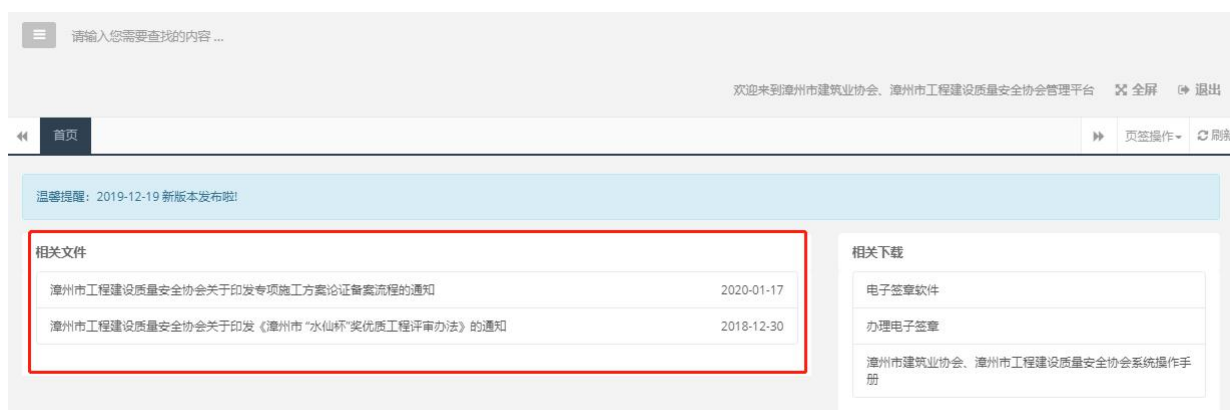 请输入您需要查找的内容 ...
欢迎来到漳州市建筑业协会、漳州市工程建设质量安全协会管理平台 全屏 退出
首页 页签操作 刷新
温馨提醒：2019-12-19 新版本发布啦!
相关文件
漳州市工程建设质量安全协会关于印发专项施工方案论证备案流程的通知 2020-01-17
漳州市工程建设质量安全协会关于印发《漳州市 “水仙杯”奖优质工程评审办法》的通知 2018-12-30
相关下载
电子签章软件
办理电子签章
漳州市建筑业协会、漳州市工程建设质量安全协会系统操作手
册